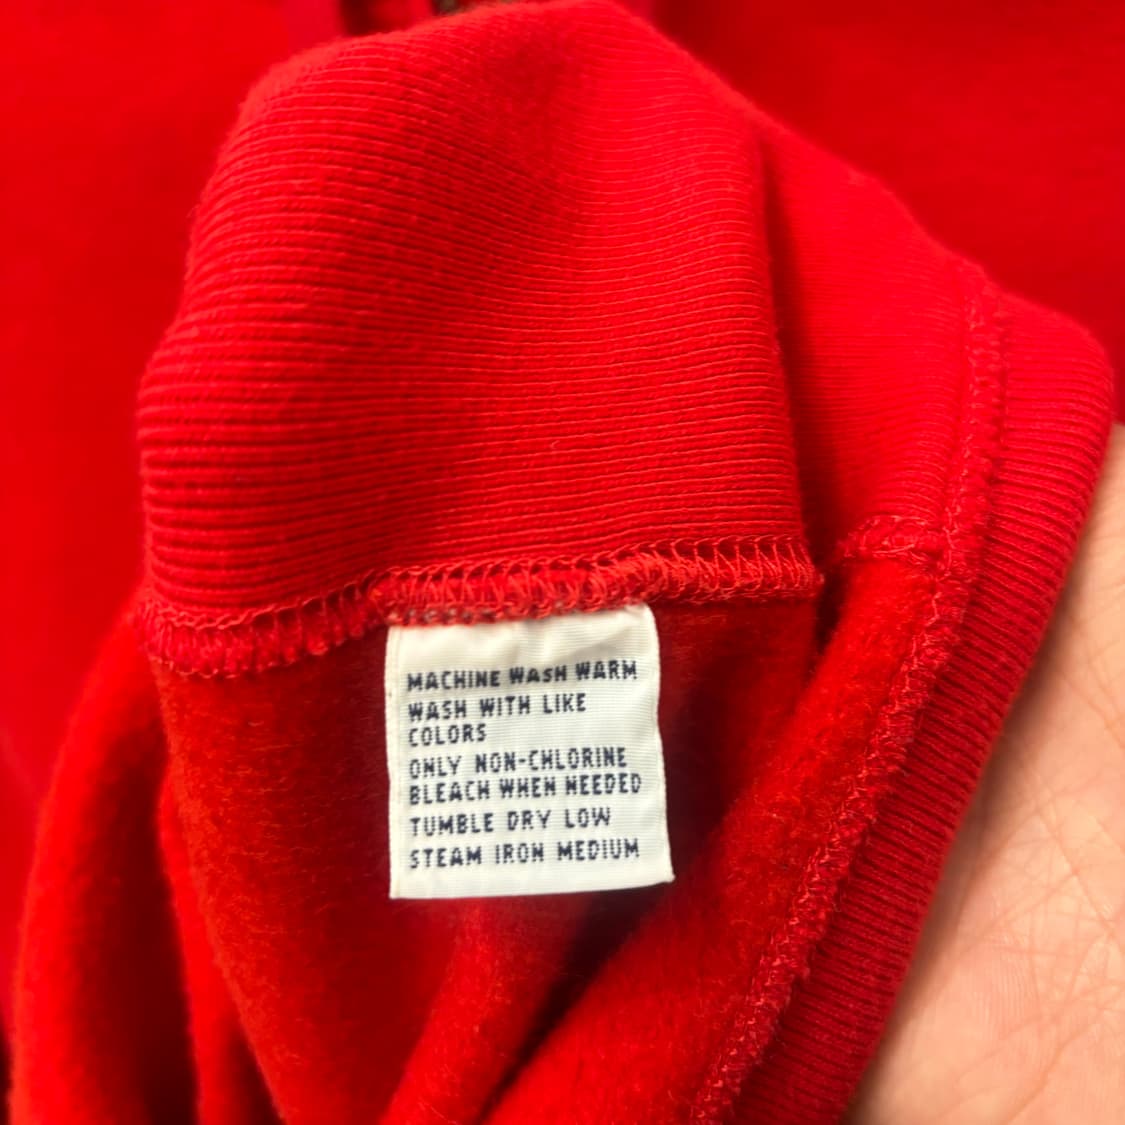 MACHINE WASH WARM
WASH WITH LIKE
COLORS
ONLY NON-CHLORINE
BLEACH WHEN NEEDED
TUMBLE DRY LOW
STEAM IRON MEDIUM